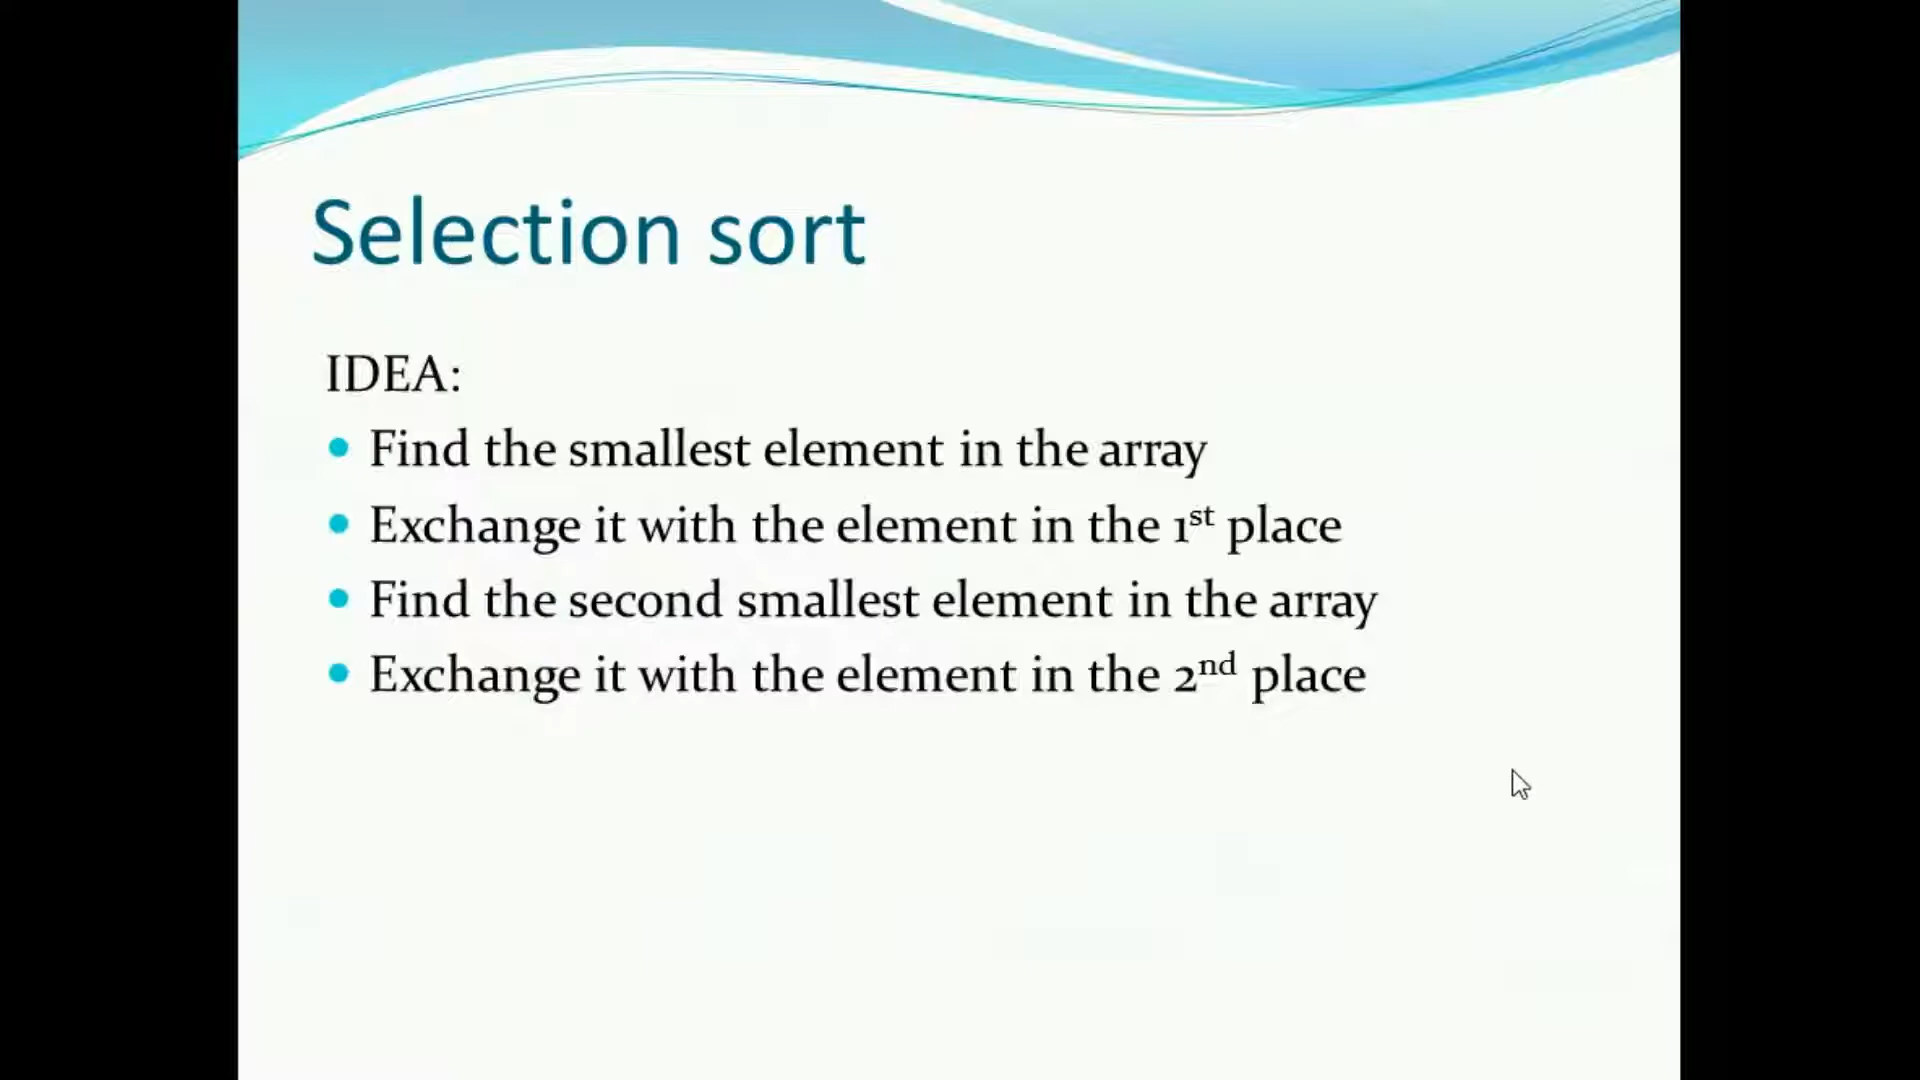 Selection sort
IDEA:
• Find the smallest element in the array
• Exchange it with the element in the 1st place
• Find the second smallest element in the array
• Exchange it with the element in the 2nd place